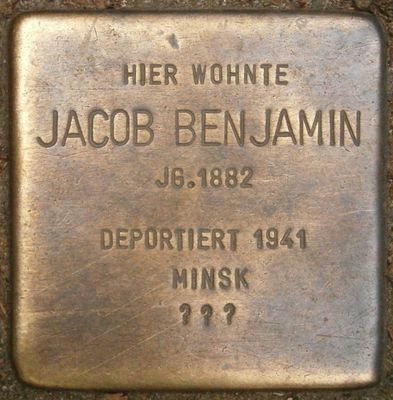 HIER WOHNTE
JACOB BENJAMIN
JG.1882
DEPORTIERT 1941
MINSK
???